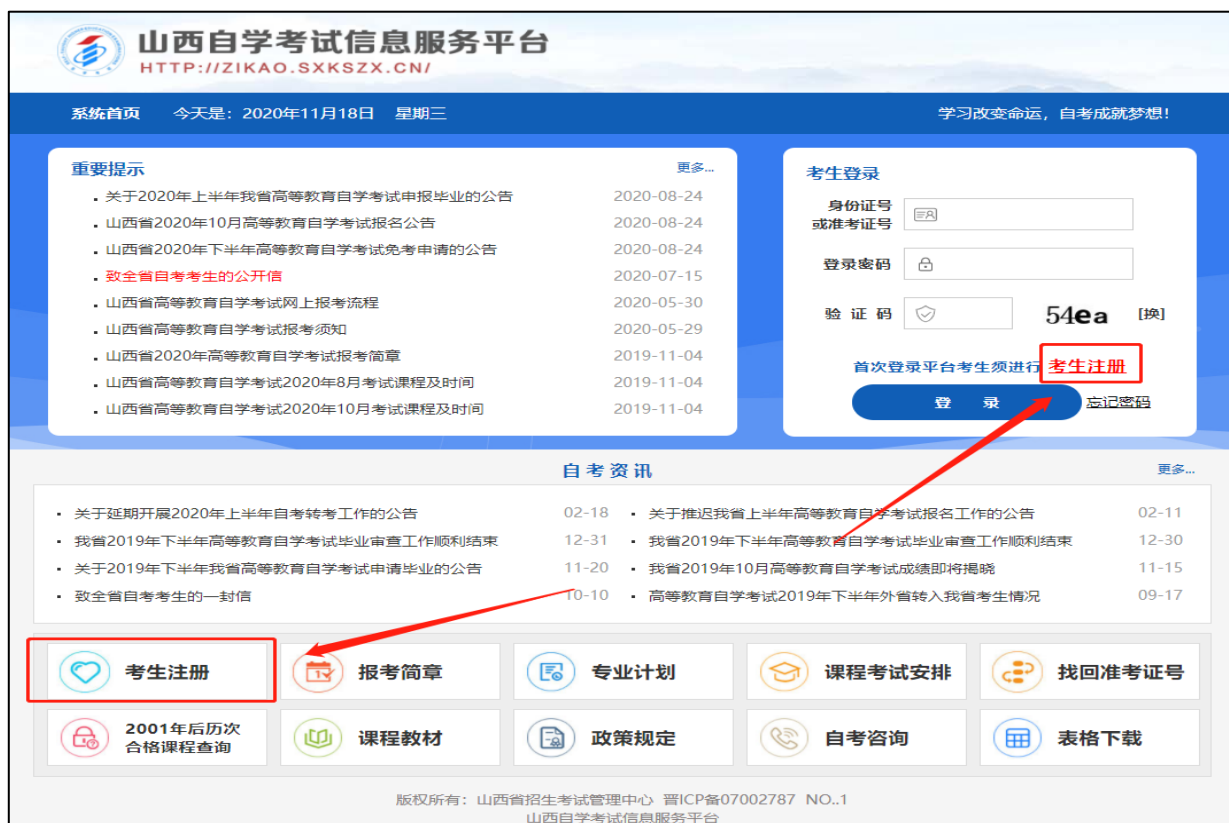 山西自学考试信息服务平台
HTTP://ZIKAO.SXKSZX.CN/
系统首页 今天是：2020年11月18日 星期三 学习改变命运，自考成就梦想！
重要提示 更多...
关于2020年上半年我省高等教育自学考试申报毕业的公告 2020-08-24
山西省2020年10月高等教育自学考试报名公告 2020-08-24
山西省2020年下半年高等教育自学考试免考申请的公告 2020-08-24
致全省自考考生的公开信 2020-07-15
山西省高等教育自学考试网上报考流程 2020-05-30
山西省高等教育自学考试报考须知 2020-05-29
山西省2020年高等教育自学考试报考简章 2019-11-04
山西省高等教育自学考试2020年8月考试课程及时间 2019-11-04
山西省高等教育自学考试2020年10月考试课程及时间 2019-11-04
考生登录
身份证号
或准考证号
登录密码
验 证 码 54ea [换]
首次登录平台考生须进行 考生注册
登 录 忘记密码
自 考 资 讯 更多...
· 关于延期开展2020年上半年自考转考工作的公告 02-18 · 关于推迟我省上半年高等教育自学考试报名工作的公告 02-11
· 我省2019年下半年高等教育自学考试毕业审查工作顺利结束 12-31 · 我省2019年下半年高等教育自学考试毕业审查工作顺利结束 12-30
· 关于2019年下半年我省高等教育自学考试申请毕业的公告 11-20 · 我省2019年10月高等教育自学考试成绩即将揭晓 11-15
· 致全省自考考生的一封信 10-10 · 高等教育自学考试2019年下半年外省转入我省考生情况 09-17
考生注册 报考简章 专业计划 课程考试安排 找回准考证号
2001年后历次
合格课程查询 课程教材 政策规定 自考咨询 表格下载
版权所有：山西省招生考试管理中心 晋ICP备07002787 NO..1
山西自学考试信息服务平台